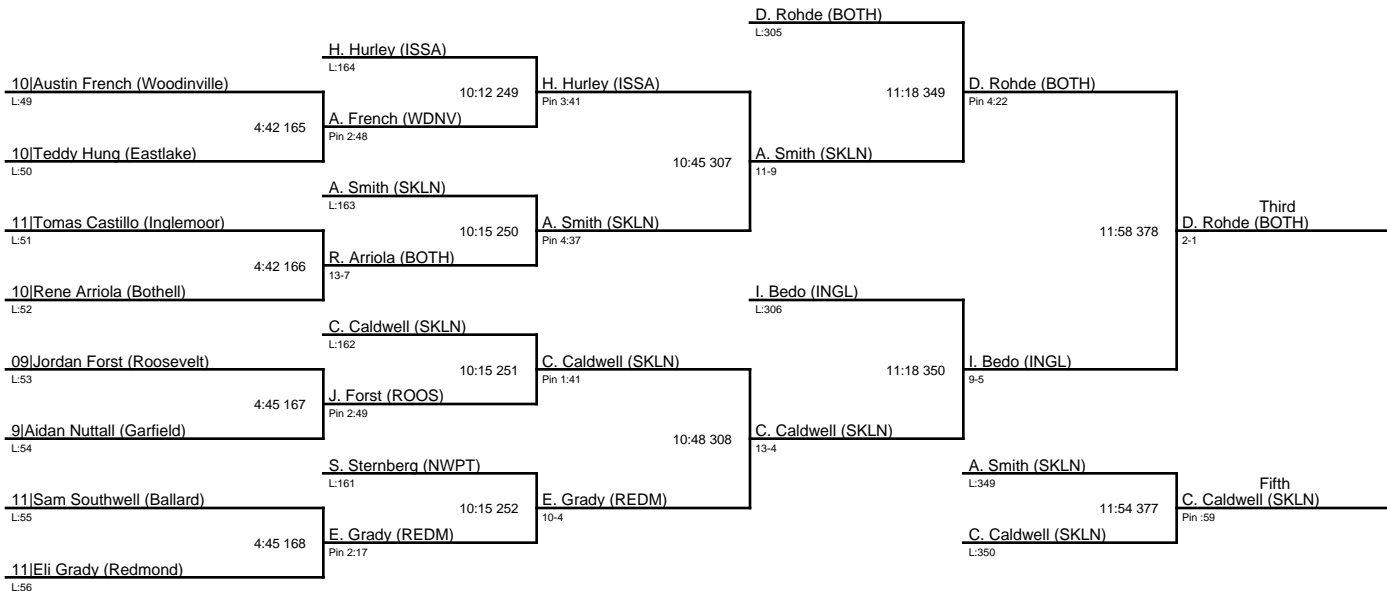 D. Rohde (BOTH)
L:305
H. Hurley (ISSA)
L:164
10|Austin French (Woodinville)
L:49
10:12 249
H. Hurley (ISSA)
Pin 3:41
11:18 349
D. Rohde (BOTH)
Pin 4:22
4:42 165
A. French (WDNV)
Pin 2:48
10|Teddy Hung (Eastlake)
L:50
10:45 307
A. Smith (SKLN)
11-9
A. Smith (SKLN)
L:163
11|Tomas Castillo (Inglemoor)
L:51
10:15 250
A. Smith (SKLN)
Pin 4:37
11:58 378
Third
D. Rohde (BOTH)
2-1
4:42 166
R. Arriola (BOTH)
13-7
10|Rene Arriola (Bothell)
L:52
I. Bedo (INGL)
L:306
C. Caldwell (SKLN)
L:162
09|Jordan Forst (Roosevelt)
L:53
10:15 251
C. Caldwell (SKLN)
Pin 1:41
11:18 350
I. Bedo (INGL)
9-5
4:45 167
J. Forst (ROOS)
Pin 2:49
9|Aidan Nuttall (Garfield)
L:54
10:48 308
C. Caldwell (SKLN)
13-4
S. Sternberg (NWPT)
L:161
A. Smith (SKLN)
L:349
11|Sam Southwell (Ballard)
L:55
10:15 252
E. Grady (REDM)
10-4
11:54 377
Fifth
C. Caldwell (SKLN)
Pin :59
4:45 168
E. Grady (REDM)
Pin 2:17
C. Caldwell (SKLN)
L:350
11|Eli Grady (Redmond)
L:56